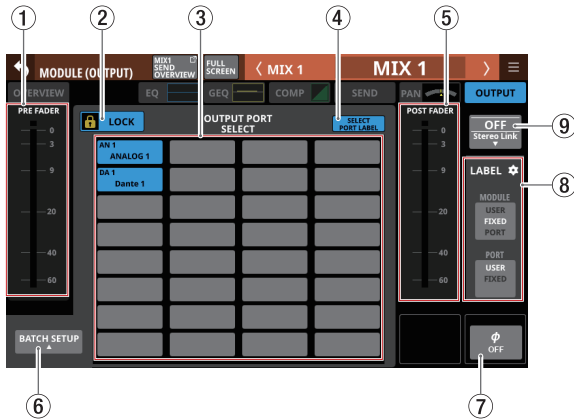 ① ② ③ ④ ⑤
MODULE (OUTPUT)
MIX1
SEND
OVERVIEW
FULL
SCREEN
MIX 1
MIX 1
OVERVIEW
EQ
GEQ
COMP
SEND
PAN
OUTPUT
PRE FADER
0
3
9
20
40
60
LOCK
OUTPUT PORT
SELECT
SELECT
PORT LABEL
AN 1
ANALOG 1
DA 1
Dante 1
POST FADER
0
3
9
20
40
60
OFF
Stereo Link
⑨
LABEL
⑧
MODULE
USER
FIXED
PORT
PORT
USER
FIXED
BATCH SETUP
ϕ
OFF
⑥
⑦